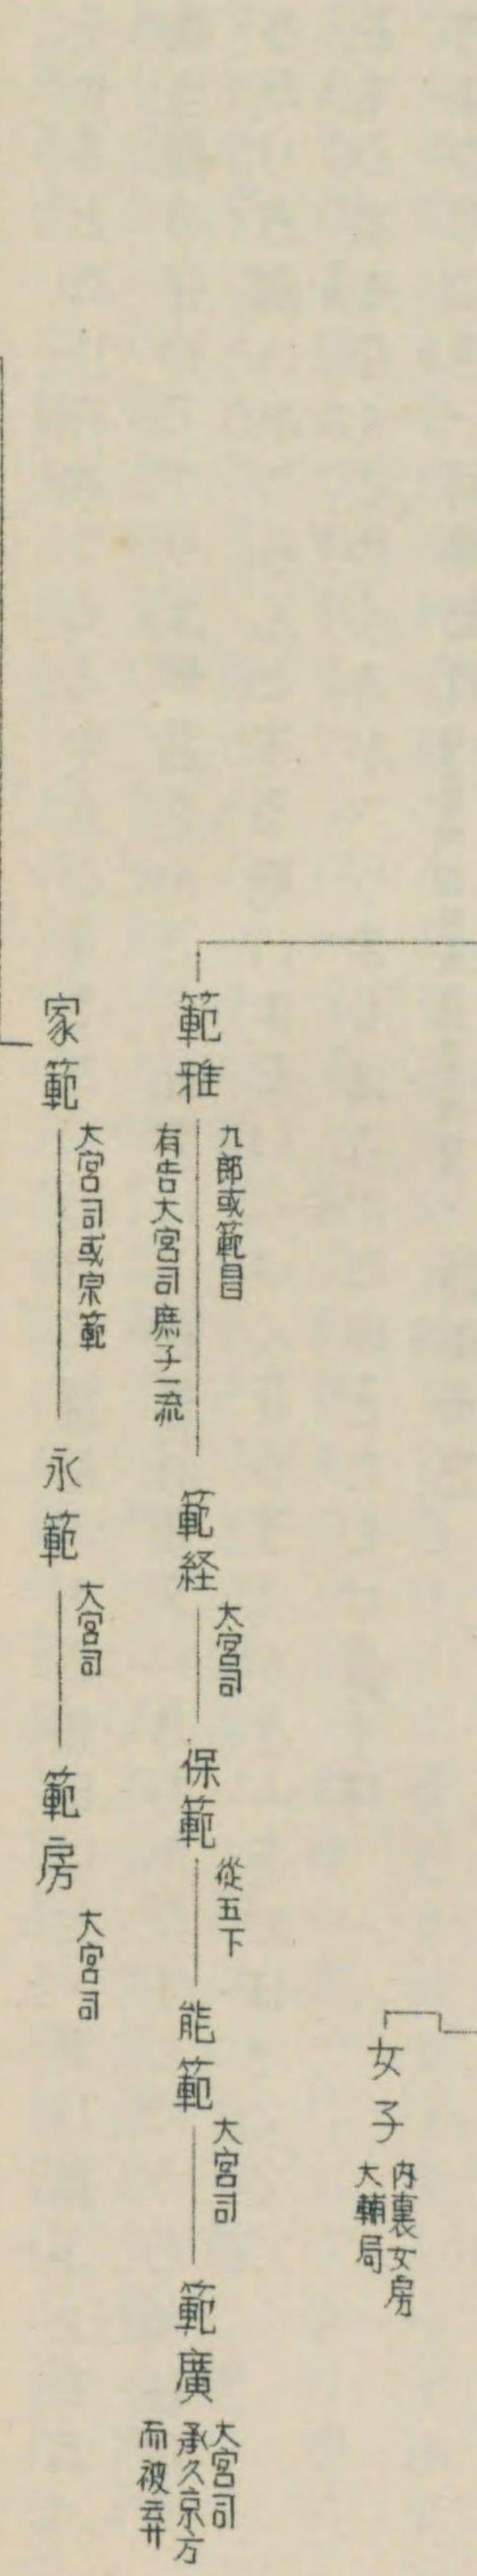 女子
内裏女房
大輔局
範雅
九郎或範昌
有告大宮司庶子一流
範経
大宮司
保範
從五下
能範
大宮司
範廣
大宮司
承久京方
而被弃
家範
大宮司或宗範
永範
大宮司
範房
大宮司